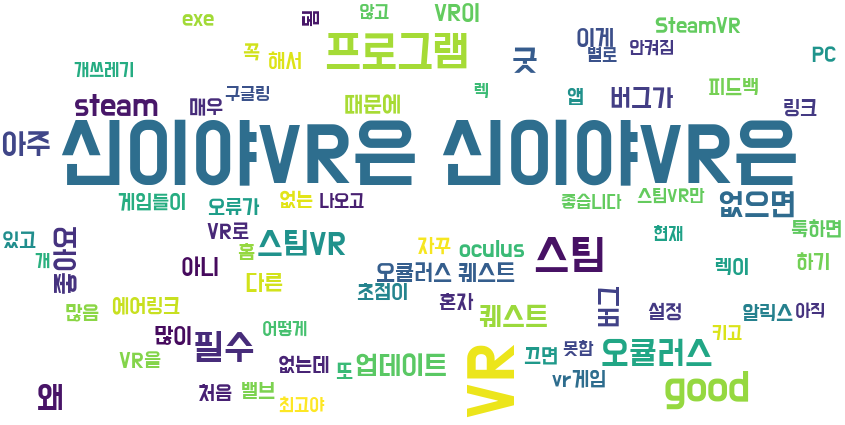 exe
뜸
않고
VR이
SteamVR
개쓰레기
꼭
해서
프로그램
굿
이게
별로
안켜짐
PC
steam
매우
구글링
때문에
렉
앱
버그가
피드백
링크
아주
신이야VR은 신이야VR은
게임들이
오류가
없는
나오고
좋습니다
스팀VR만
없으면
있고
개
좋아요
VR로
홈
스팀VR
자꾸
oculus
스팀
현재
툭하면
아니
다른
오큘러스 퀘스트
초점이
렉이
하기
많음
에어링크
혼자
퀘스트
버그
설정
알릭스
아직
많이
필수
어떻게
키고
VR을
없는데
또
업데이트
VR
끄면
못함
오큘러스
왜
처음
밸브
최고야
vr게임
good